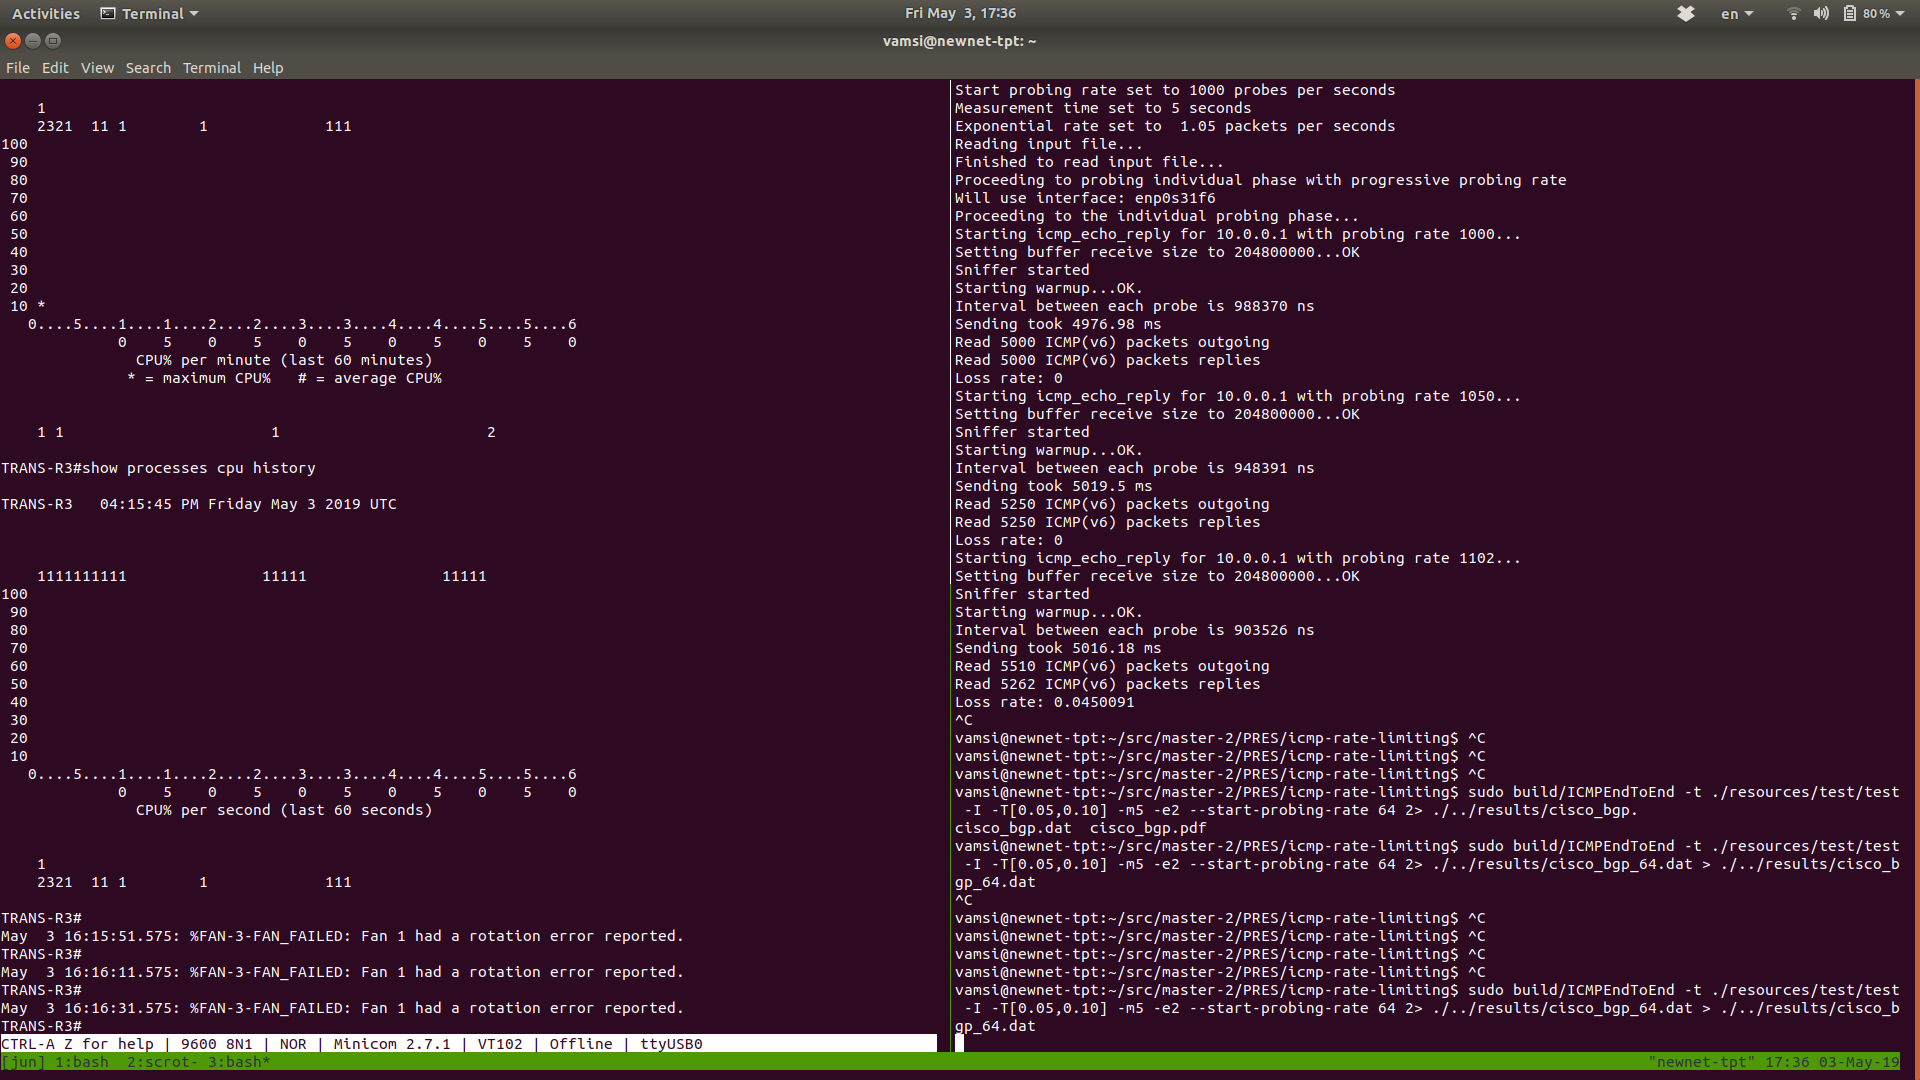 Activities Terminal Fri May 3, 17:36 en 80 %
vamsi@newnet-tpt: ~
File Edit View Search Terminal Help
    1
    2321  11 1        1             111
100
 90
 80
 70
 60
 50
 40
 30
 20
 10 *
   0....5....1....1....2....2....3....3....4....4....5....5....6
             0    5    0    5    0    5    0    5    0    5    0
               CPU% per minute (last 60 minutes)
              * = maximum CPU%   # = average CPU%
    1 1                       1                       2
TRANS-R3#show processes cpu history
TRANS-R3   04:15:45 PM Friday May 3 2019 UTC
    1111111111               11111               11111
100
 90
 80
 70
 60
 50
 40
 30
 20
 10
   0....5....1....1....2....2....3....3....4....4....5....5....6
             0    5    0    5    0    5    0    5    0    5    0
               CPU% per second (last 60 seconds)
    1
    2321  11 1        1             111
TRANS-R3#
May  3 16:15:51.575: %FAN-3-FAN_FAILED: Fan 1 had a rotation error reported.
TRANS-R3#
May  3 16:16:11.575: %FAN-3-FAN_FAILED: Fan 1 had a rotation error reported.
TRANS-R3#
May  3 16:16:31.575: %FAN-3-FAN_FAILED: Fan 1 had a rotation error reported.
TRANS-R3#
CTRL-A Z for help | 9600 8N1 | NOR | Minicom 2.7.1 | VT102 | Offline | ttyUSB0
Start probing rate set to 1000 probes per seconds
Measurement time set to 5 seconds
Exponential rate set to  1.05 packets per seconds
Reading input file...
Finished to read input file...
Proceeding to probing individual phase with progressive probing rate
Will use interface: enp0s31f6
Proceeding to the individual probing phase...
Starting icmp_echo_reply for 10.0.0.1 with probing rate 1000...
Setting buffer receive size to 204800000...OK
Sniffer started
Starting warmup...OK.
Interval between each probe is 988370 ns
Sending took 4976.98 ms
Read 5000 ICMP(v6) packets outgoing
Read 5000 ICMP(v6) packets replies
Loss rate: 0
Starting icmp_echo_reply for 10.0.0.1 with probing rate 1050...
Setting buffer receive size to 204800000...OK
Sniffer started
Starting warmup...OK.
Interval between each probe is 948391 ns
Sending took 5019.5 ms
Read 5250 ICMP(v6) packets outgoing
Read 5250 ICMP(v6) packets replies
Loss rate: 0
Starting icmp_echo_reply for 10.0.0.1 with probing rate 1102...
Setting buffer receive size to 204800000...OK
Sniffer started
Starting warmup...OK.
Interval between each probe is 903526 ns
Sending took 5016.18 ms
Read 5510 ICMP(v6) packets outgoing
Read 5262 ICMP(v6) packets replies
Loss rate: 0.0450091
^C
vamsi@newnet-tpt:~/src/master-2/PRES/icmp-rate-limiting$ ^C
vamsi@newnet-tpt:~/src/master-2/PRES/icmp-rate-limiting$ ^C
vamsi@newnet-tpt:~/src/master-2/PRES/icmp-rate-limiting$ ^C
vamsi@newnet-tpt:~/src/master-2/PRES/icmp-rate-limiting$ sudo build/ICMPEndToEnd -t ./resources/test/test
 -I -T[0.05,0.10] -m5 -e2 --start-probing-rate 64 2> ./../results/cisco_bgp.
cisco_bgp.dat  cisco_bgp.pdf
vamsi@newnet-tpt:~/src/master-2/PRES/icmp-rate-limiting$ sudo build/ICMPEndToEnd -t ./resources/test/test
 -I -T[0.05,0.10] -m5 -e2 --start-probing-rate 64 2> ./../results/cisco_bgp_64.dat > ./../results/cisco_b
gp_64.dat
^C
vamsi@newnet-tpt:~/src/master-2/PRES/icmp-rate-limiting$ ^C
vamsi@newnet-tpt:~/src/master-2/PRES/icmp-rate-limiting$ ^C
vamsi@newnet-tpt:~/src/master-2/PRES/icmp-rate-limiting$ ^C
vamsi@newnet-tpt:~/src/master-2/PRES/icmp-rate-limiting$ ^C
vamsi@newnet-tpt:~/src/master-2/PRES/icmp-rate-limiting$ sudo build/ICMPEndToEnd -t ./resources/test/test
 -I -T[0.05,0.10] -m5 -e2 --start-probing-rate 64 2> ./../results/cisco_bgp_64.dat > ./../results/cisco_b
gp_64.dat
[jun] 1:bash  2:scrot- 3:bash* "newnet-tpt" 17:36 03-May-19